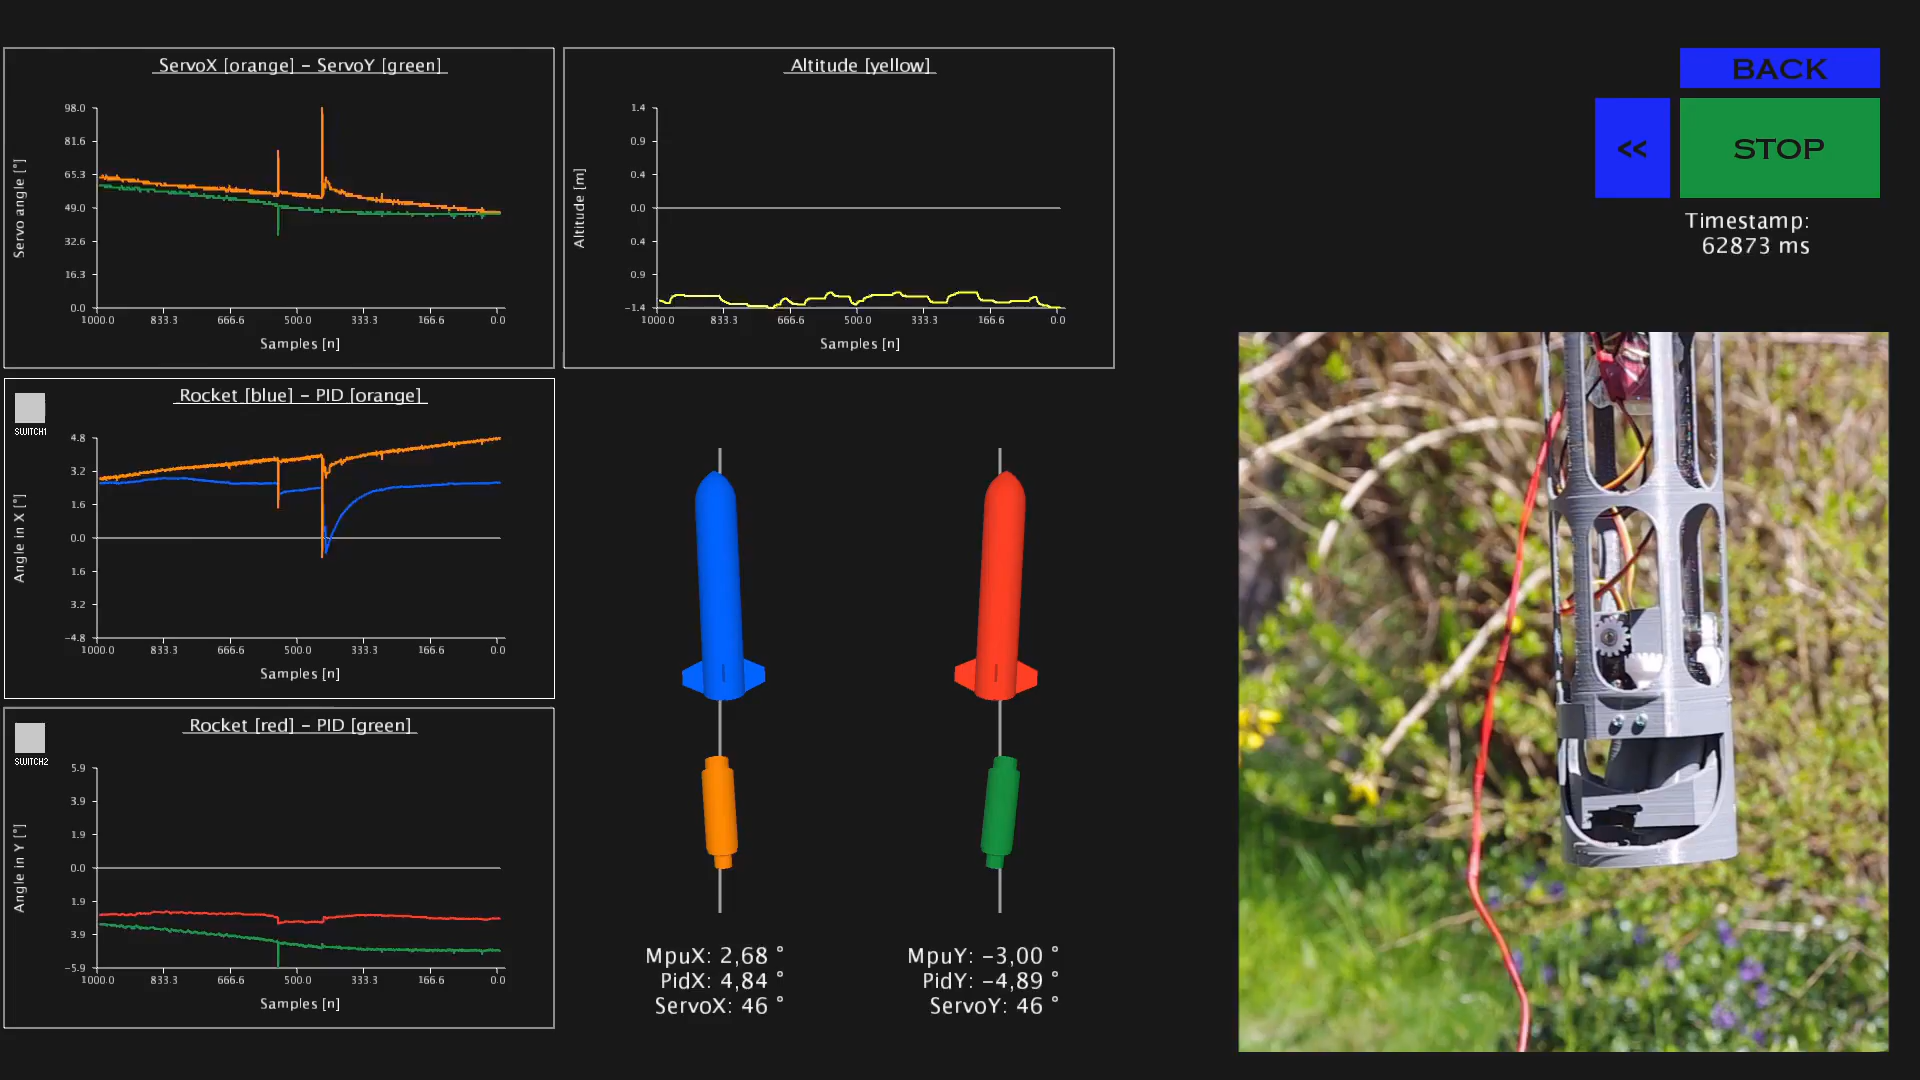 ServoX [orange] - ServoY [green]
98.0
81.6
65.3
49.0
32.6
16.3
0.0
Servo angle [°]
1000.0 833.3 666.6 500.0 333.3 166.6 0.0
Samples [n]
Altitude [yellow]
1.4
0.9
0.4
0.0
0.4
0.9
-1.4
Altitude [m]
1000.0 833.3 666.6 500.0 333.3 166.6 0.0
Samples [n]
BACK
<<
STOP
Timestamp:
62873 ms
Rocket [blue] - PID [orange]
SWITCH1
4.8
3.2
1.6
0.0
1.6
3.2
-4.8
Angle in X [°]
1000.0 833.3 666.6 500.0 333.3 166.6 0.0
Samples [n]
Rocket [red] - PID [green]
SWITCH2
5.9
3.9
1.9
0.0
1.9
3.9
-5.9
Angle in Y [°]
1000.0 833.3 666.6 500.0 333.3 166.6 0.0
Samples [n]
MpuX: 2,68 °
PidX: 4,84 °
ServoX: 46 °
MpuY: -3,00 °
PidY: -4,89 °
ServoY: 46 °